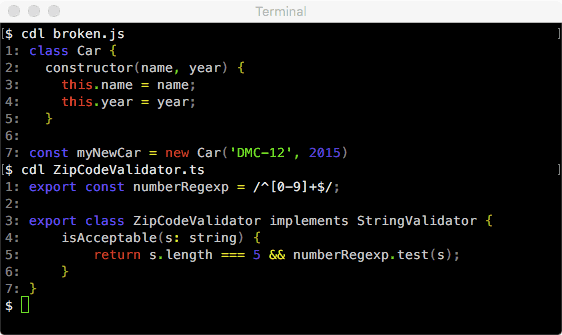 Terminal
[$ cdl broken.js ]
1: class Car {
2:   constructor(name, year) {
3:     this.name = name;
4:     this.year = year;
5:   }
6:
7: const myNewCar = new Car('DMC-12', 2015)
[$ cdl ZipCodeValidator.ts ]
1: export const numberRegexp = /^[0-9]+$/;
2:
3: export class ZipCodeValidator implements StringValidator {
4:     isAcceptable(s: string) {
5:         return s.length === 5 && numberRegexp.test(s);
6:     }
7: }
$